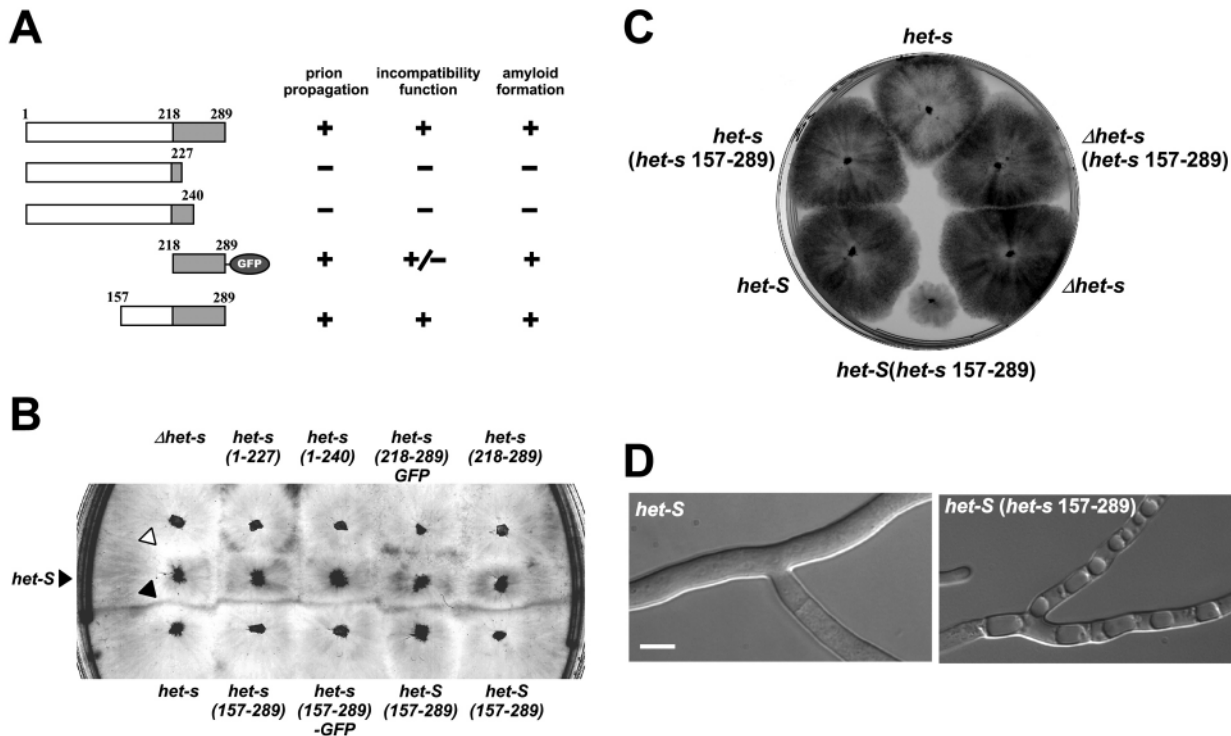 A
prion propagation
incompatibility function
amyloid formation
1 218 289
+ + +
227
− − −
240
− − −
218 289
GFP
+ +/− +
157 289
+ + +
B
Δhet-s
het-s (1-227)
het-s (1-240)
het-s (218-289) GFP
het-s (218-289)
het-S
het-s
het-s (157-289)
het-s (157-289) -GFP
het-S (157-289)
het-S (157-289)
C
het-s
het-s (het-s 157-289)
Δhet-s (het-s 157-289)
het-S
Δhet-s
het-S(het-s 157-289)
D
het-S
het-S (het-s 157-289)